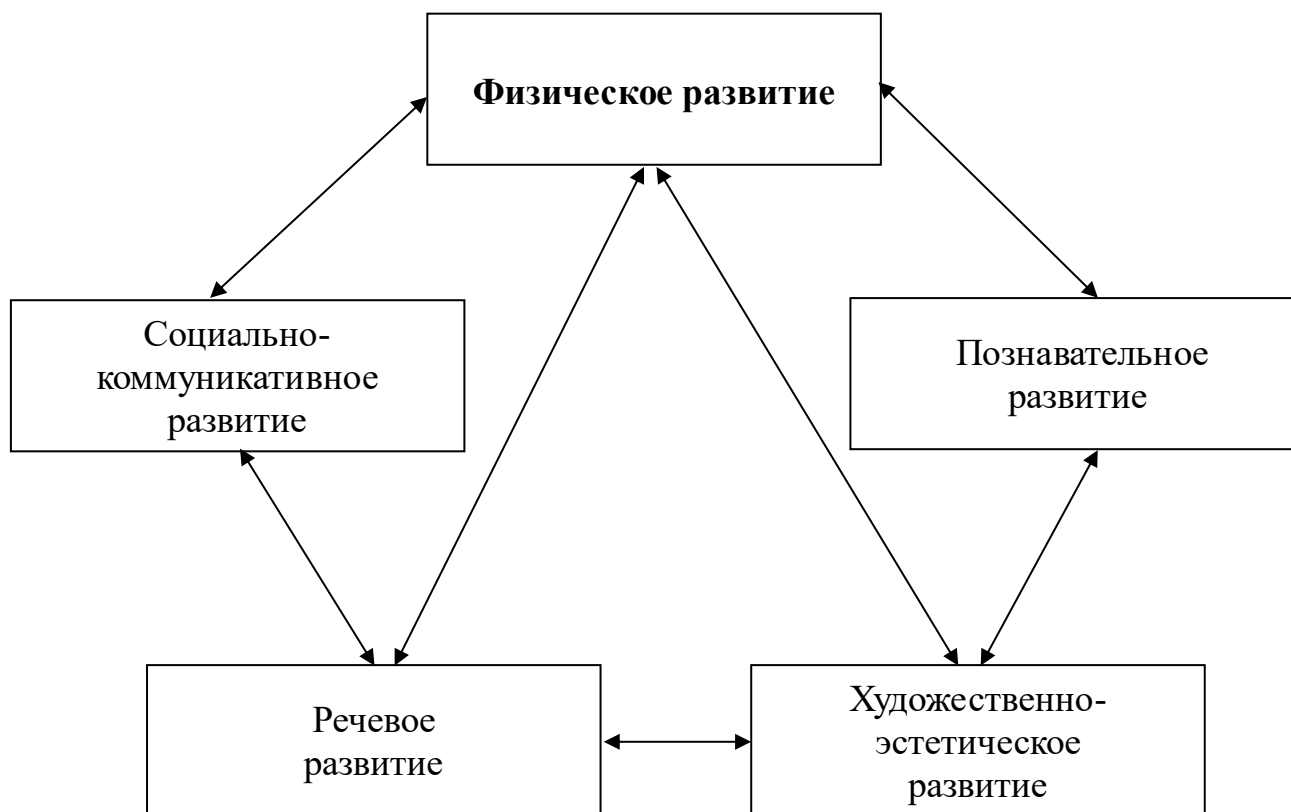 Физическое развитие
Социально-
коммуникативное
развитие
Познавательное
развитие
Речевое
развитие
Художественно-
эстетическое
развитие